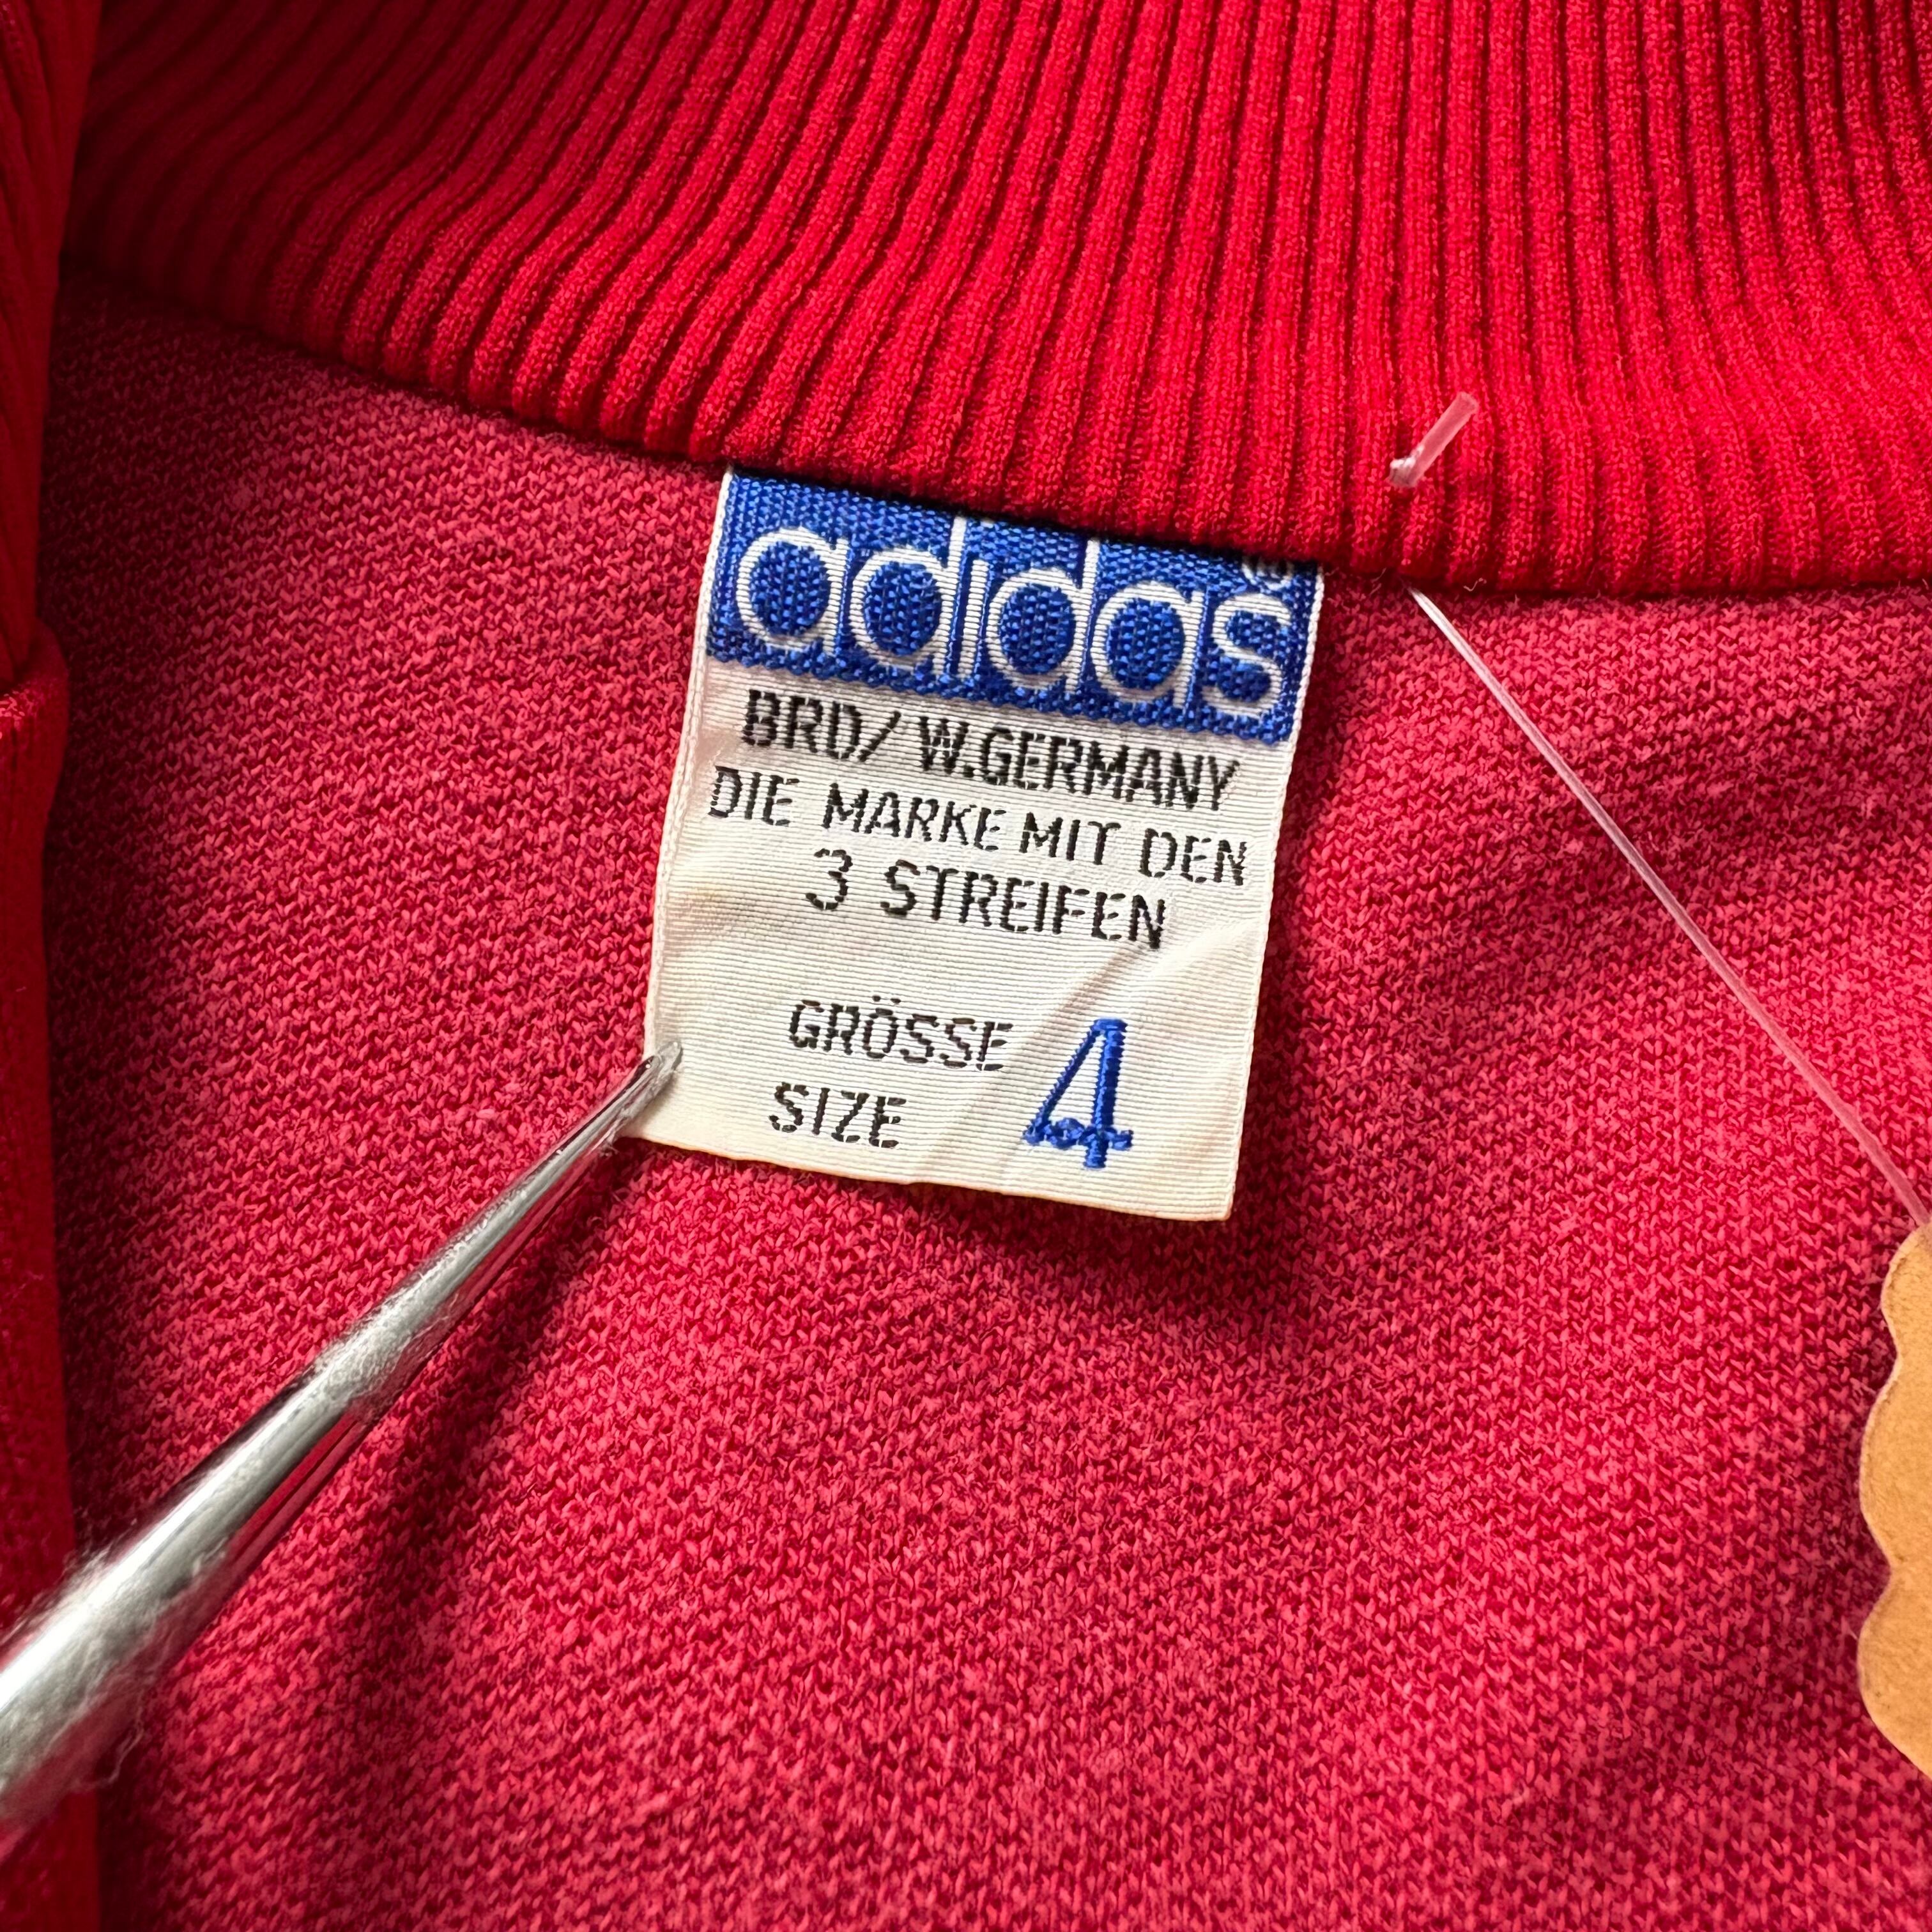 adidas®
BRD/W.GERMANY
DIE MARKE MIT DEN
3 STREIFEN
GRÖSSE 4
SIZE